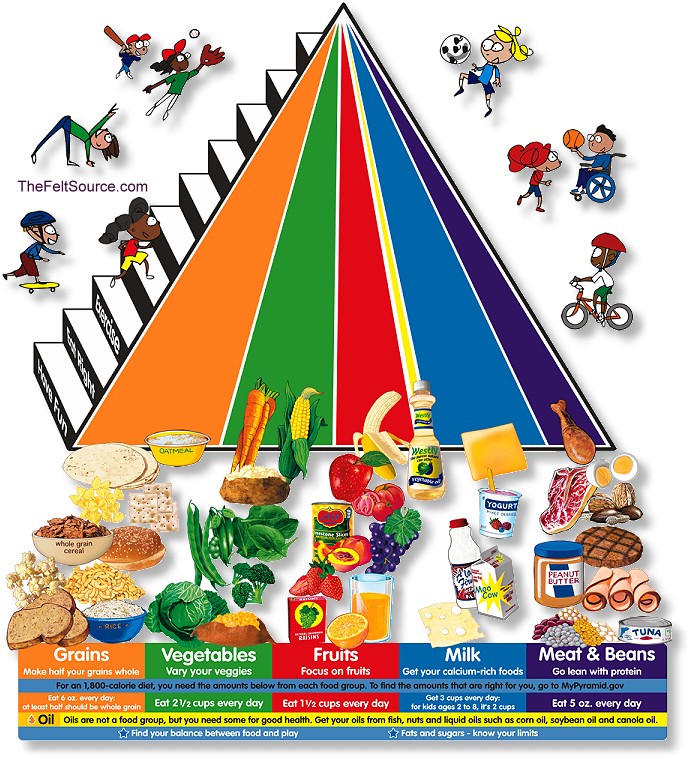 TheFeltSource.com
Exercise
Eat Right
Have Fun
OATMEAL
Westly
vegetable oil
YOGURT
MIXED BERRIES
whole grain
cereal
PEANUT
BUTTER
Moo
Cow
RAISINS
RICE
TUNA
Grains
Make half your grains whole
Vegetables
Vary your veggies
Fruits
Focus on fruits
Milk
Get your calcium-rich foods
Meat & Beans
Go lean with protein
For an 1,800-calorie diet, you need the amounts below from each food group. To find the amounts that are right for you, go to MyPyramid.gov
Eat 6 oz. every day:
at least half should be whole grain
Eat 2 1/2 cups every day
Eat 1 1/2 cups every day
Get 3 cups every day:
for kids ages 2 to 8, it's 2 cups
Eat 5 oz. every day
Oil Oils are not a food group, but you need some for good health. Get your oils from fish, nuts and liquid oils such as corn oil, soybean oil and canola oil.
Find your balance between food and play
Fats and sugars - know your limits